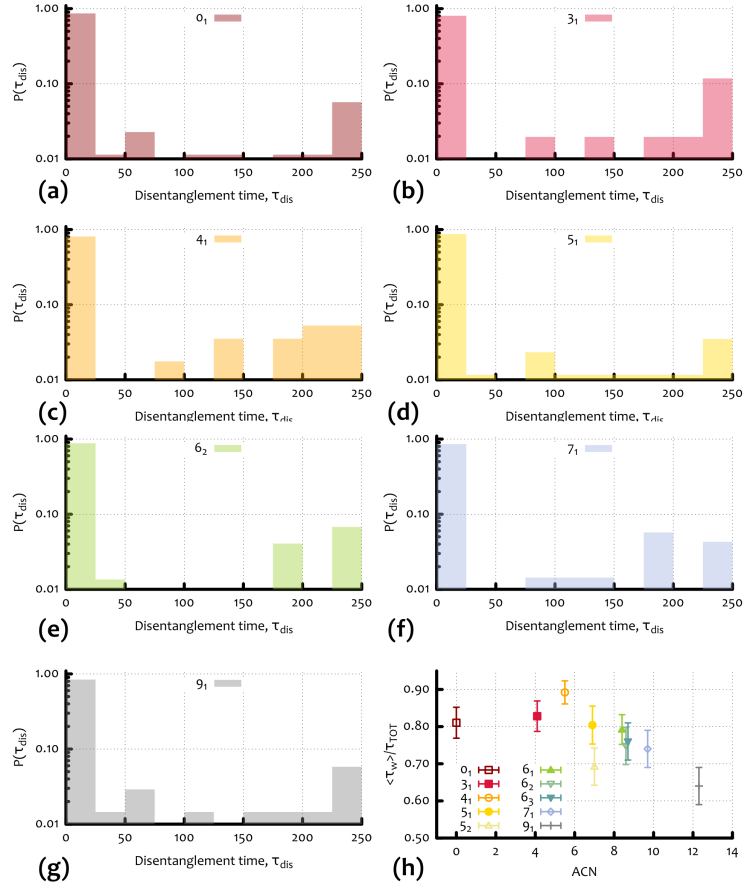 0₁
P(τdis)
1.00
0.10
0.01
0 50 100 150 200 250
(a) Disentanglement time, τdis
3₁
P(τdis)
1.00
0.10
0.01
0 50 100 150 200 250
(b) Disentanglement time, τdis
4₁
P(τdis)
1.00
0.10
0.01
0 50 100 150 200 250
(c) Disentanglement time, τdis
5₁
P(τdis)
1.00
0.10
0.01
0 50 100 150 200 250
(d) Disentanglement time, τdis
6₂
P(τdis)
1.00
0.10
0.01
0 50 100 150 200 250
(e) Disentanglement time, τdis
7₁
P(τdis)
1.00
0.10
0.01
0 50 100 150 200 250
(f) Disentanglement time, τdis
9₁
P(τdis)
1.00
0.10
0.01
0 50 100 150 200 250
(g) Disentanglement time, τdis
<τw>/τTOT
0.90
0.80
0.70
0.60
0.50
0₁ 6₁
3₁ 6₂
4₁ 6₃
5₁ 7₁
5₂ 9₁
0 2 4 6 8 10 12 14
(h) ACN